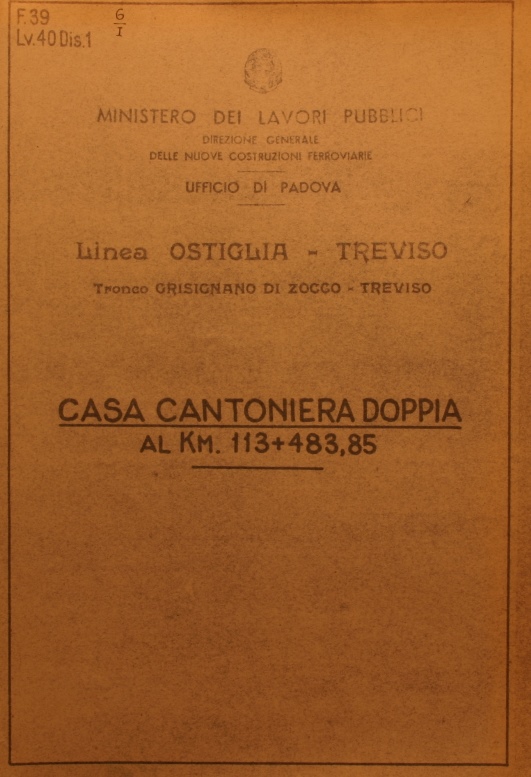 F.39
Lv.40 Dis.1
6
I
MINISTERO DEI LAVORI PUBBLICI
DIREZIONE GENERALE
DELLE NUOVE COSTRUZIONI FERROVIARIE
UFFICIO DI PADOVA
Linea OSTIGLIA - TREVISO
Tronco GRISIGNANO DI ZOCCO - TREVISO
CASA CANTONIERA DOPPIA
AL KM. 113+483,85